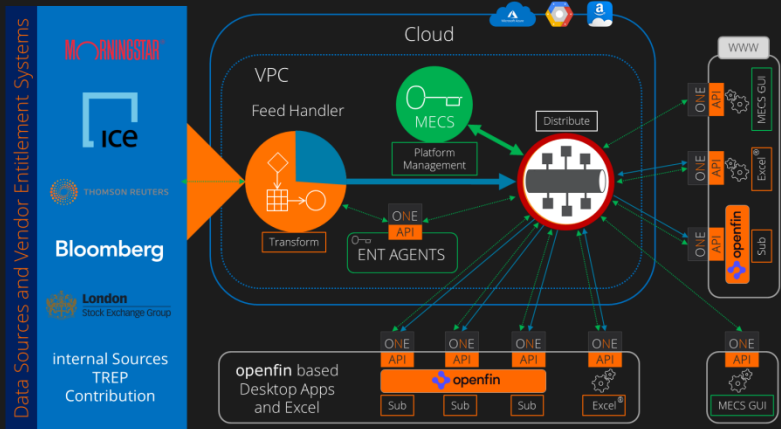 Data Sources and Vendor Entitlement Systems
MORNINGSTAR
ice
THOMSON REUTERS
Bloomberg
London
Stock Exchange Group
internal Sources
TREP
Contribution
Microsoft Azure
Cloud
VPC
Feed Handler
MECS
Platform
Management
Distribute
Transform
ONE
API
ENT AGENTS
WWW
ONE
API
MECS GUI
ONE
API
Excel®
ONE
API
openfin
Sub
openfin based
Desktop Apps
and Excel
ONE
API
ONE
API
ONE
API
ONE
API
openfin
Sub
Sub
Sub
Excel®
ONE
API
MECS GUI